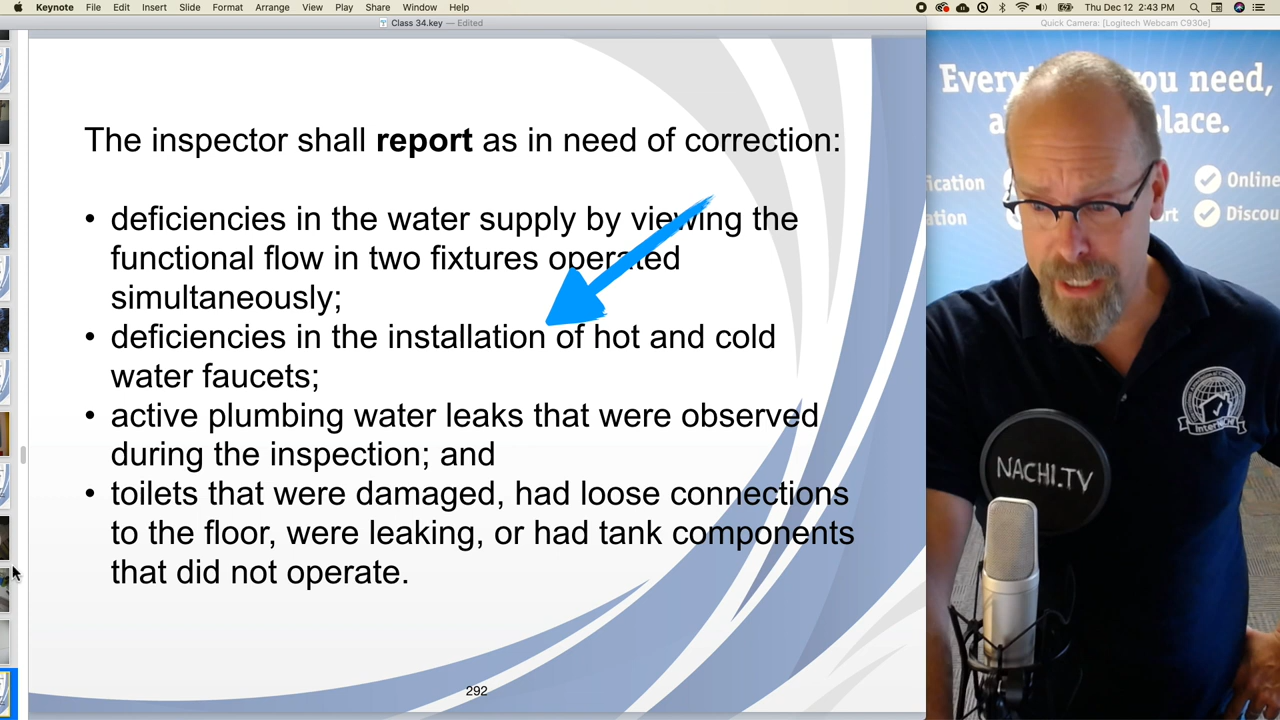 Keynote File Edit Insert Slide Format Arrange View Play Share Window Help Thu Dec 12 2:43 PM
Class 34.key — Edited
Quick Camera: [Logitech Webcam C930e]
The inspector shall report as in need of correction:
• deficiencies in the water supply by viewing the
functional flow in two fixtures operated
simultaneously;
• deficiencies in the installation of hot and cold
water faucets;
• active plumbing water leaks that were observed
during the inspection; and
• toilets that were damaged, had loose connections
to the floor, were leaking, or had tank components
that did not operate.
292
you need,
place.
Online
Discou
NACHI.TV
InterNACHI